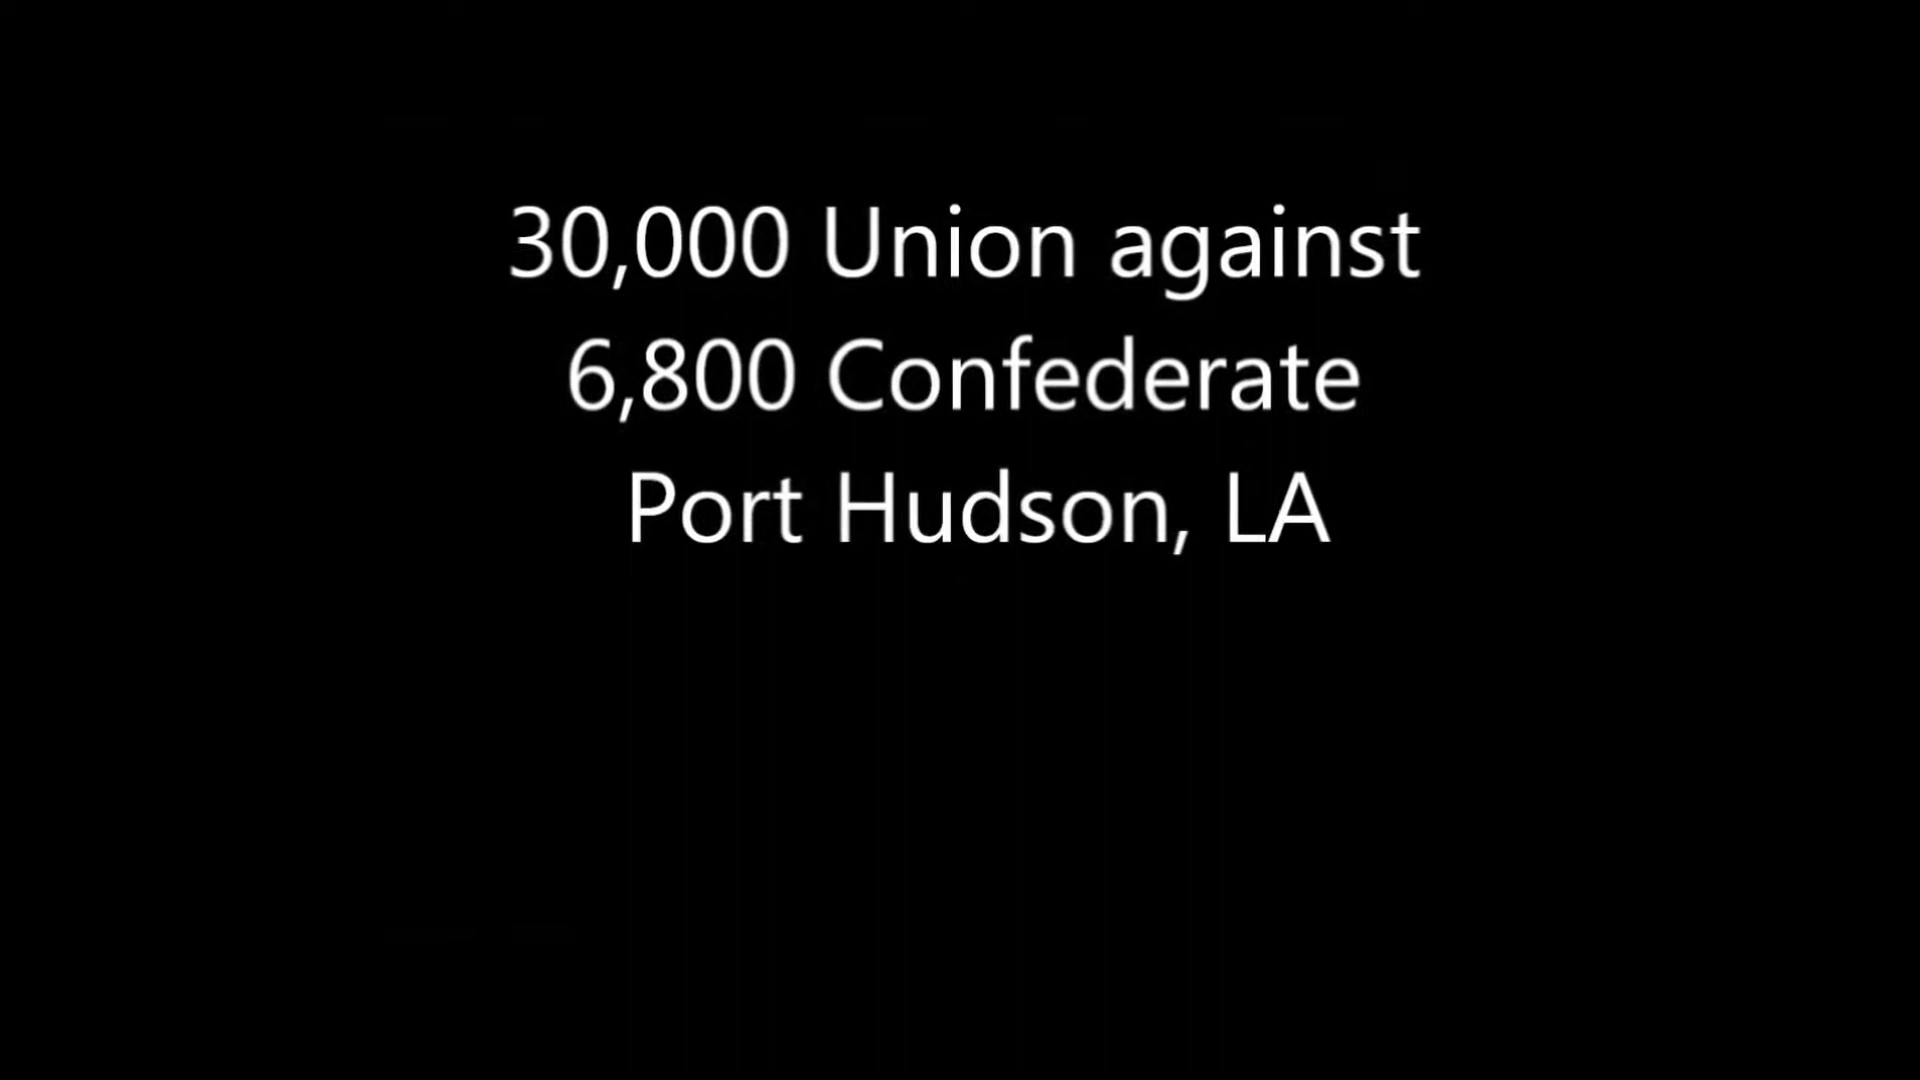 30,000 Union against
6,800 Confederate
Port Hudson, LA